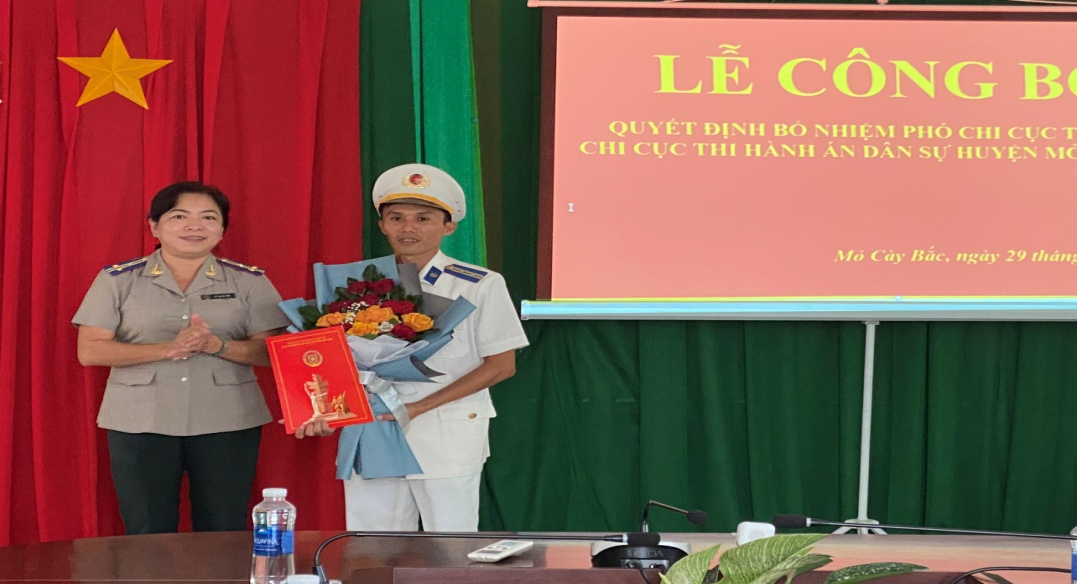 LỄ CÔNG BỐ
QUYẾT ĐỊNH BỔ NHIỆM PHÓ CHI CỤC T
CHI CỤC THI HÀNH ÁN DÂN SỰ HUYỆN MỎ
Mỏ Cày Bắc, ngày 29 thán